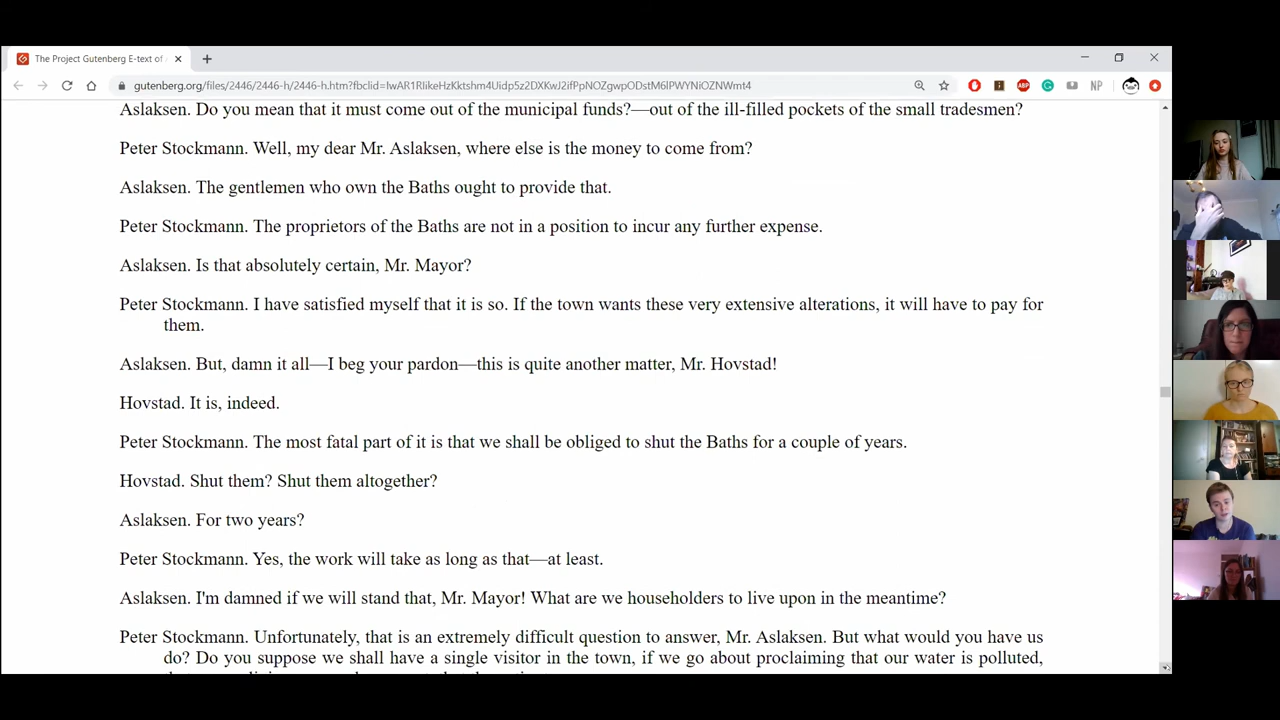 The Project Gutenberg E-text of
gutenberg.org/files/2446/2446-h/2446-h.htm?fbclid=IwAR1RIikeHzKktshm4Uidp5z2DXKwJ2ifPpNOZgwpODstM6lPWYNiOZNWmt4
ABP
NP
Aslaksen. Do you mean that it must come out of the municipal funds?—out of the ill-filled pockets of the small tradesmen?
Peter Stockmann. Well, my dear Mr. Aslaksen, where else is the money to come from?
Aslaksen. The gentlemen who own the Baths ought to provide that.
Peter Stockmann. The proprietors of the Baths are not in a position to incur any further expense.
Aslaksen. Is that absolutely certain, Mr. Mayor?
Peter Stockmann. I have satisfied myself that it is so. If the town wants these very extensive alterations, it will have to pay for
them.
Aslaksen. But, damn it all—I beg your pardon—this is quite another matter, Mr. Hovstad!
Hovstad. It is, indeed.
Peter Stockmann. The most fatal part of it is that we shall be obliged to shut the Baths for a couple of years.
Hovstad. Shut them? Shut them altogether?
Aslaksen. For two years?
Peter Stockmann. Yes, the work will take as long as that—at least.
Aslaksen. I'm damned if we will stand that, Mr. Mayor! What are we householders to live upon in the meantime?
Peter Stockmann. Unfortunately, that is an extremely difficult question to answer, Mr. Aslaksen. But what would you have us
do? Do you suppose we shall have a single visitor in the town, if we go about proclaiming that our water is polluted,